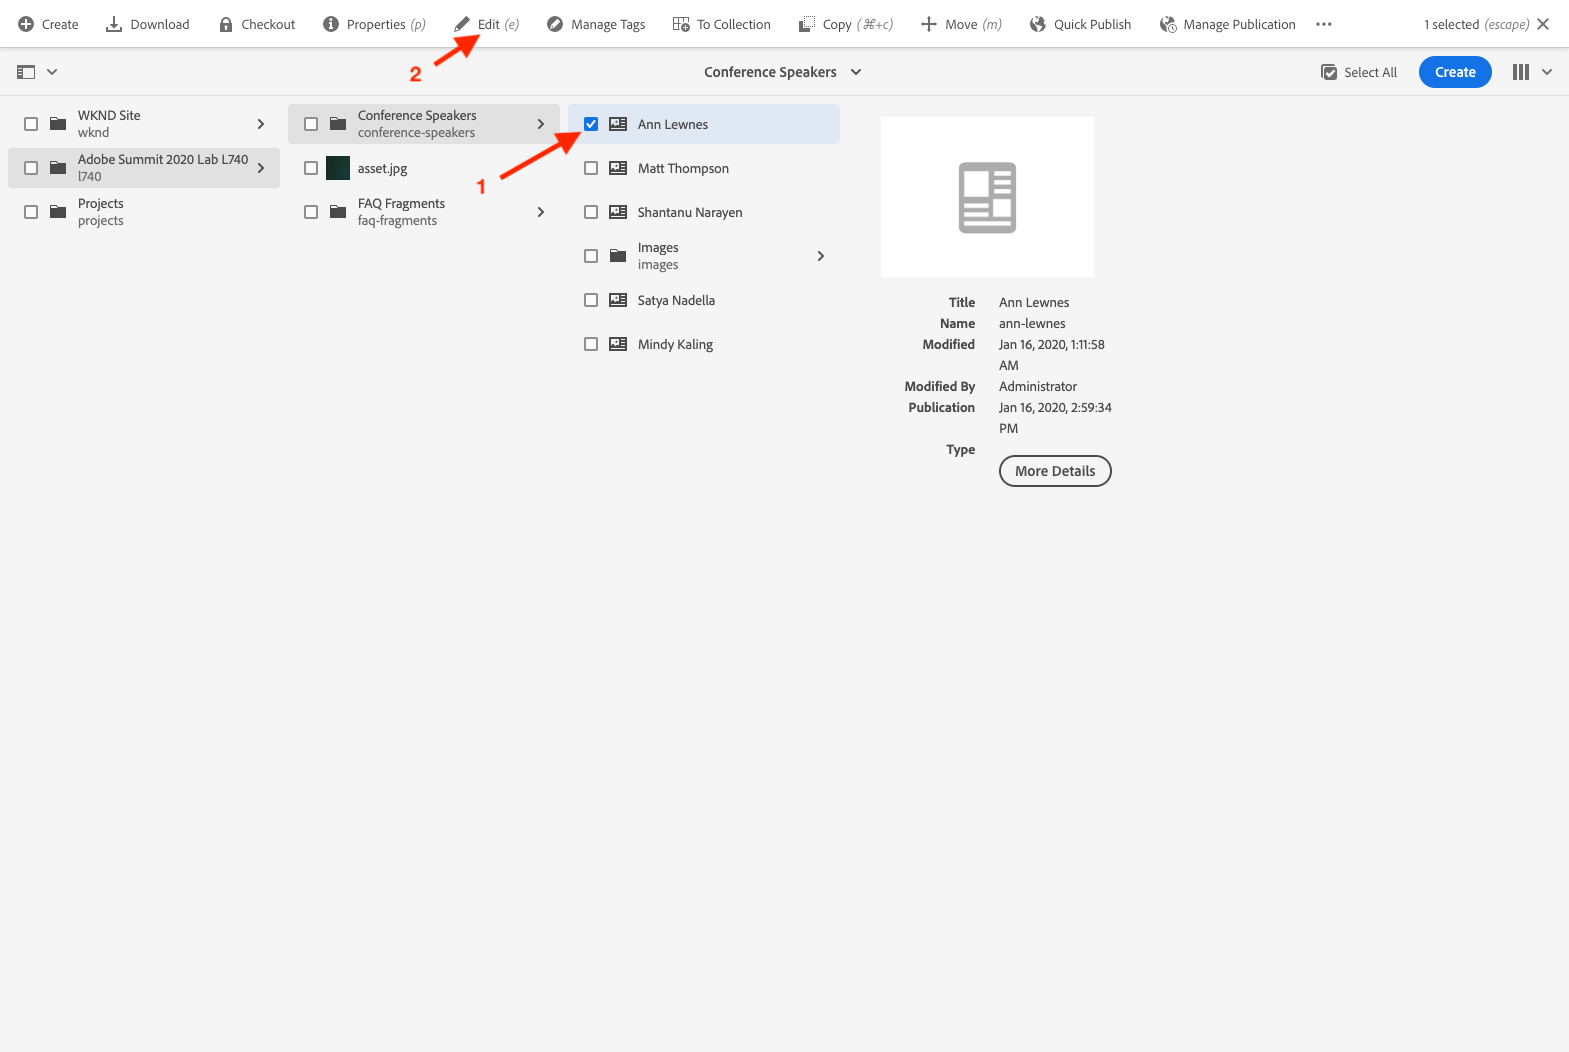 Create Download Checkout Properties (p) Edit (e) Manage Tags To Collection Copy (⌘+c) Move (m) Quick Publish Manage Publication ••• 1 selected (escape)
2
Conference Speakers Select All Create
WKND Site
wknd
Adobe Summit 2020 Lab L740
l740
Projects
projects
Conference Speakers
conference-speakers
asset.jpg
FAQ Fragments
faq-fragments
1
Ann Lewnes
Matt Thompson
Shantanu Narayen
Images
images
Satya Nadella
Mindy Kaling
Title Ann Lewnes
Name ann-lewnes
Modified Jan 16, 2020, 1:11:58
AM
Modified By Administrator
Publication Jan 16, 2020, 2:59:34
PM
Type
More Details